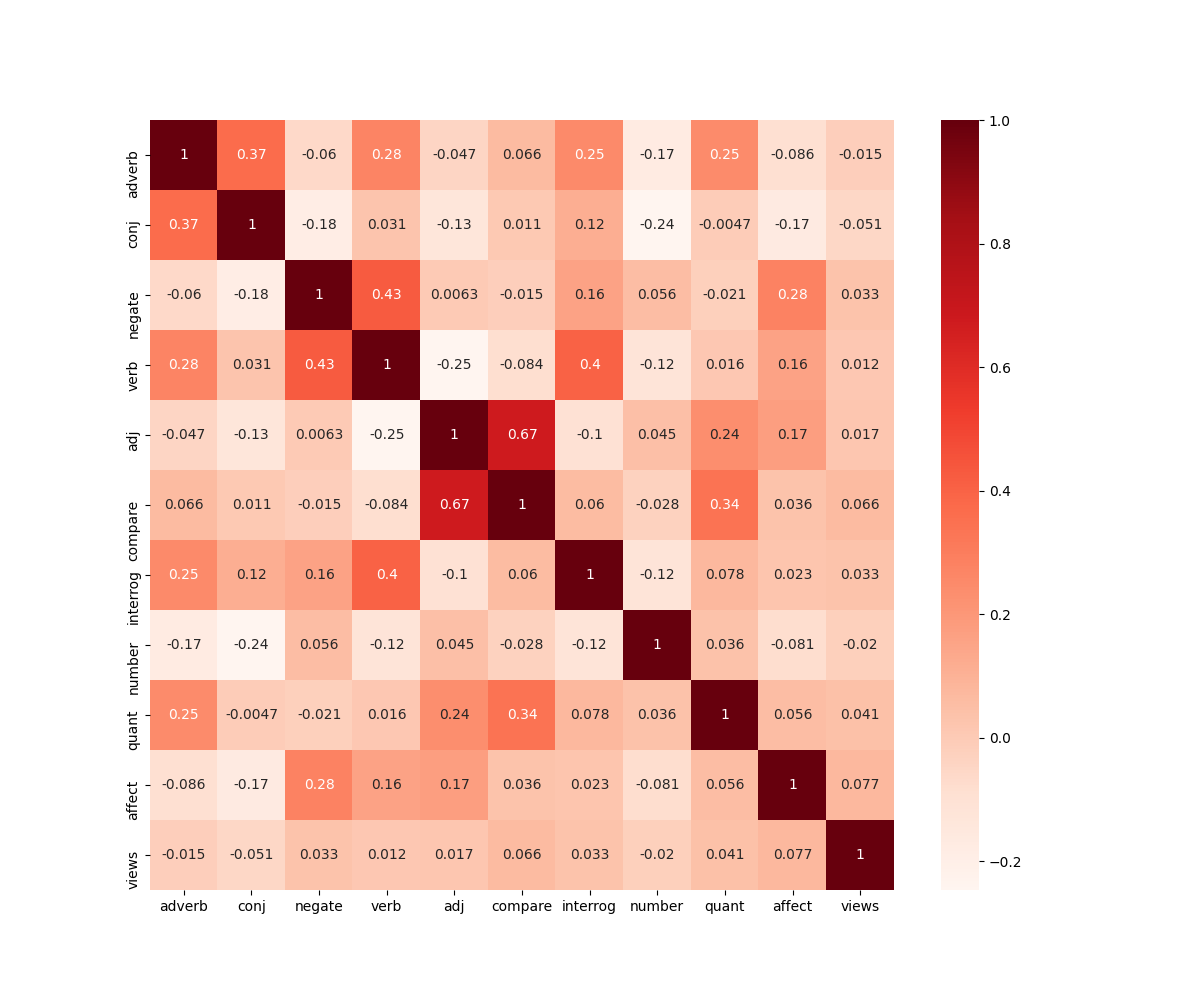 adverb 1 0.37 -0.06 0.28 -0.047 0.066 0.25 -0.17 0.25 -0.086 -0.015
conj 0.37 1 -0.18 0.031 -0.13 0.011 0.12 -0.24 -0.0047 -0.17 -0.051
negate -0.06 -0.18 1 0.43 0.0063 -0.015 0.16 0.056 -0.021 0.28 0.033
verb 0.28 0.031 0.43 1 -0.25 -0.084 0.4 -0.12 0.016 0.16 0.012
adj -0.047 -0.13 0.0063 -0.25 1 0.67 -0.1 0.045 0.24 0.17 0.017
compare 0.066 0.011 -0.015 -0.084 0.67 1 0.06 -0.028 0.34 0.036 0.066
interrog 0.25 0.12 0.16 0.4 -0.1 0.06 1 -0.12 0.078 0.023 0.033
number -0.17 -0.24 0.056 -0.12 0.045 -0.028 -0.12 1 0.036 -0.081 -0.02
quant 0.25 -0.0047 -0.021 0.016 0.24 0.34 0.078 0.036 1 0.056 0.041
affect -0.086 -0.17 0.28 0.16 0.17 0.036 0.023 -0.081 0.056 1 0.077
views -0.015 -0.051 0.033 0.012 0.017 0.066 0.033 -0.02 0.041 0.077 1
adverb conj negate verb adj compare interrog number quant affect views
1.0
0.8
0.6
0.4
0.2
0.0
−0.2